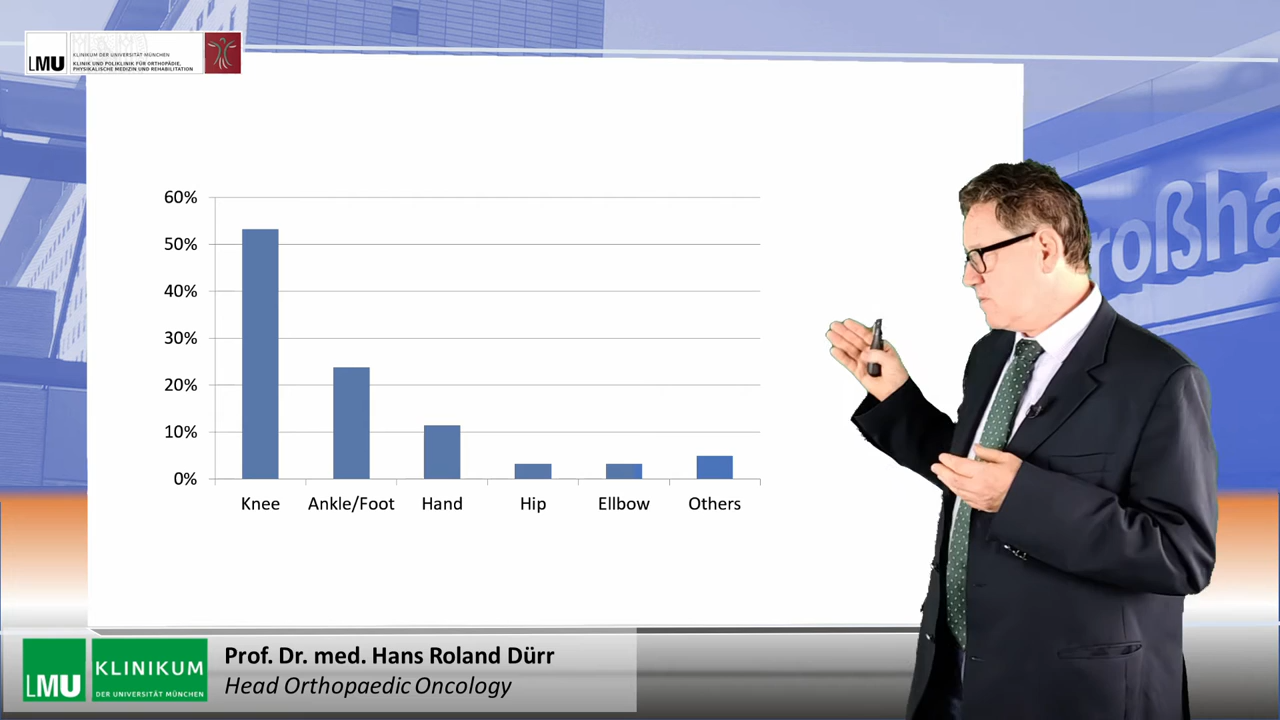 LMU
KLINIKUM DER UNIVERSITÄT MÜNCHEN
KLINIK UND POLIKLINIK FÜR ORTHOPÄDIE,
PHYSIKALISCHE MEDIZIN UND REHABILITATION
roßha
60%
50%
40%
30%
20%
10%
0%
Knee Ankle/Foot Hand Hip Ellbow Others
LMU KLINIKUM
DER UNIVERSITÄT MÜNCHEN
Prof. Dr. med. Hans Roland Dürr
Head Orthopaedic Oncology